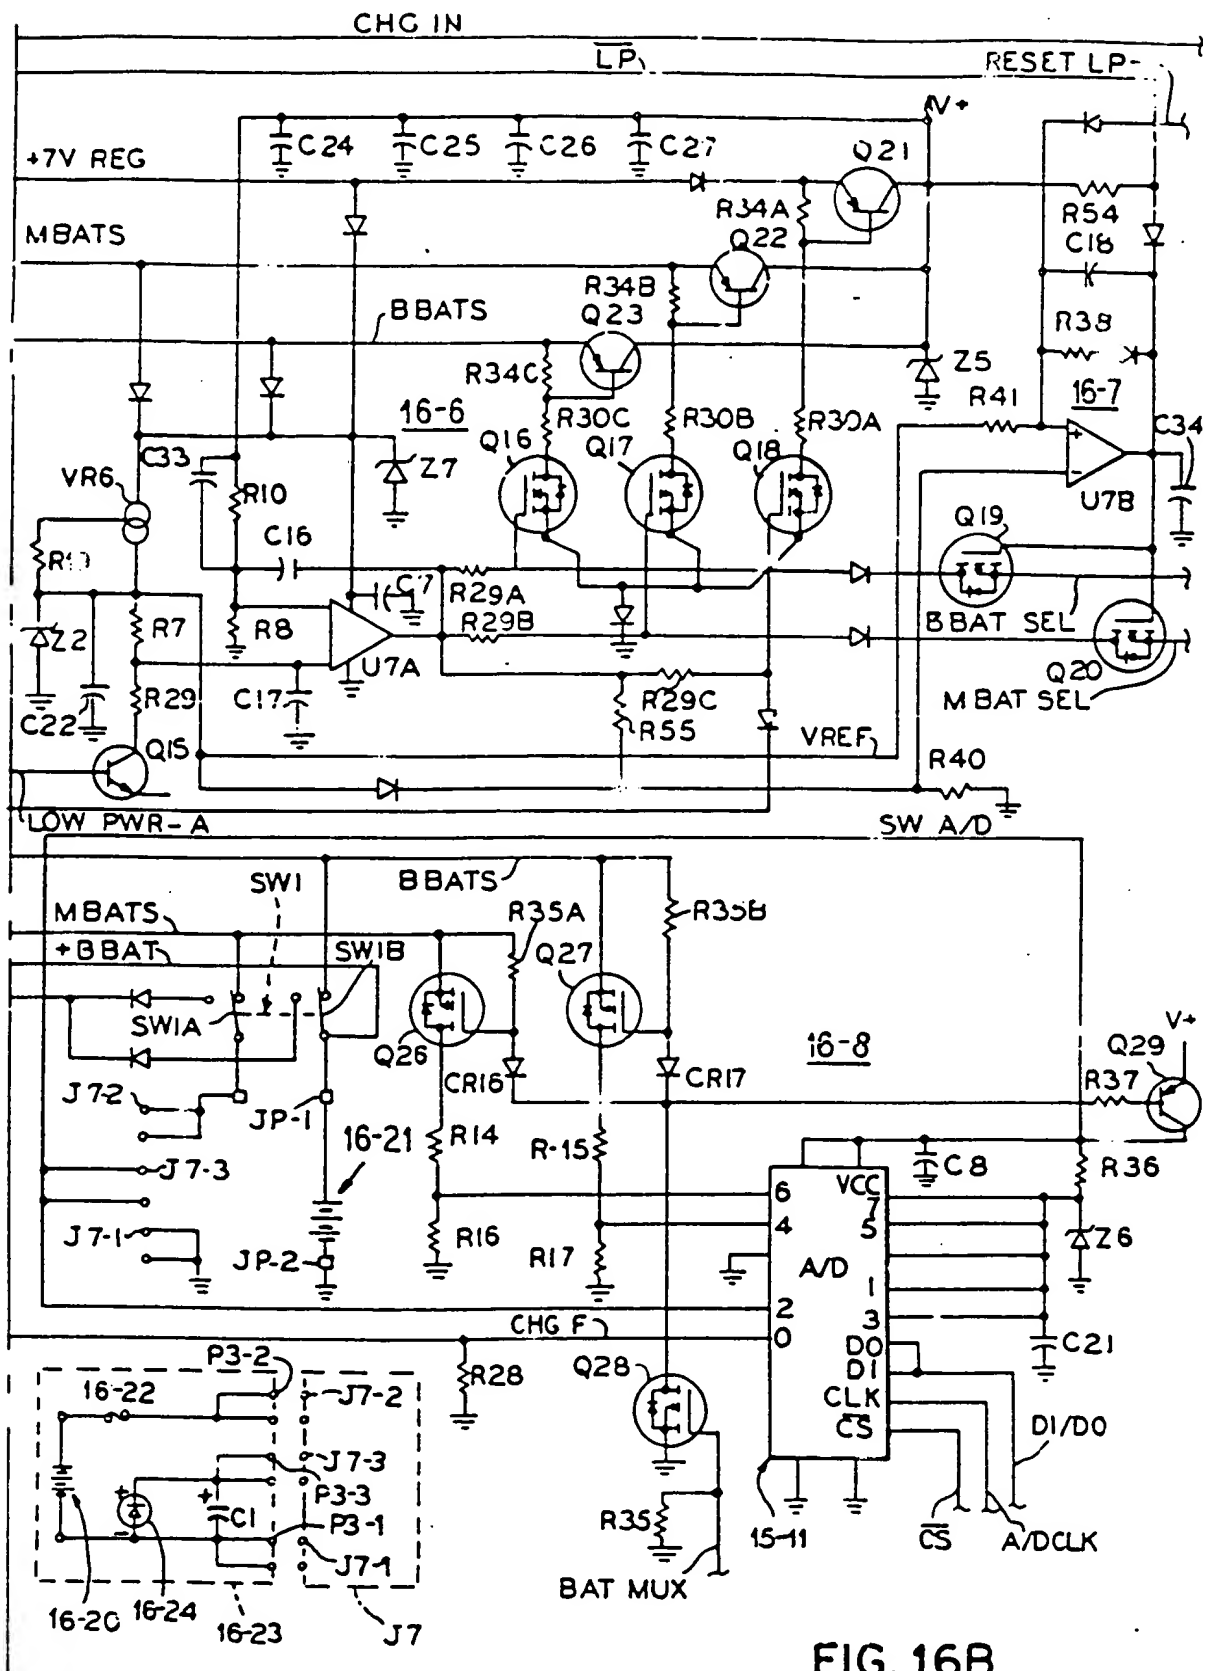 CHG IN
LP
RESET LP-
V+
C24
C25
C26
C27
Q21
+7V REG
R34A
R54
MBATS
Q22
C18
R34B
BBATS
Q23
R38
R34C
Z5
R41
16-7
16-6
R30C
R30B
R30A
C34
C33
Q16
Q17
Q18
VR6
Z7
R10
U7B
Q19
C16
C7
R29A
BBAT SEL
Z2
R7
R8
R29B
U7A
Q20
C22
R29
C17
R29C
MBAT SEL
R55
Q15
VREF
R40
LOW PWR-A
SW A/D
SW1
BBATS
MBATS
R35A
R35B
+BBAT
SW1B
Q27
SW1A
V+
Q26
16-8
Q29
CR16
CR17
R37
J7-2
JP-1
16-21
R14
R-15
C8
R36
J7-3
6
VCC
7
J7-1
4
5
R16
Z6
JP-2
R17
A/D
1
2
3
CHG F
0
D0
C21
P3-2
DI
16-22
J7-2
R28
Q28
CLK
CS
DI/DO
J7-3
P3-3
+
+
C1
P3-1
-
R35
15-11
CS
A/DCLK
J7-1
BAT MUX
16-20
16-24
16-23
J7
FIG. 16B